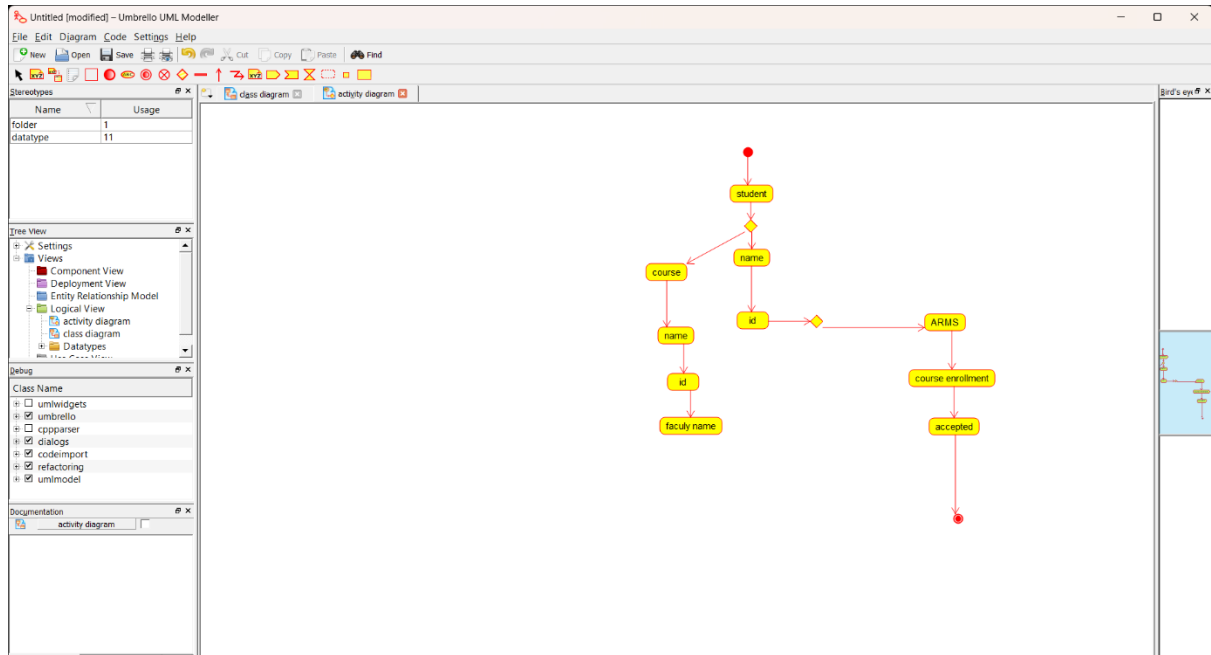 Untitled [modified] – Umbrello UML Modeller
File Edit Diagram Code Settings Help
New Open Save Cut Copy Paste Find
Stereotypes
Name Usage
folder 1
datatype 11
Tree View
Settings
Views
Component View
Deployment View
Entity Relationship Model
Logical View
activity diagram
class diagram
Datatypes
Debug
Class Name
umlwidgets
umbrello
cppparser
dialogs
codeimport
refactoring
umlmodel
Documentation
activity diagram
class diagram activity diagram
student
name
course
id
ARMS
name
id
course enrollment
faculy name
accepted
Bird's eye